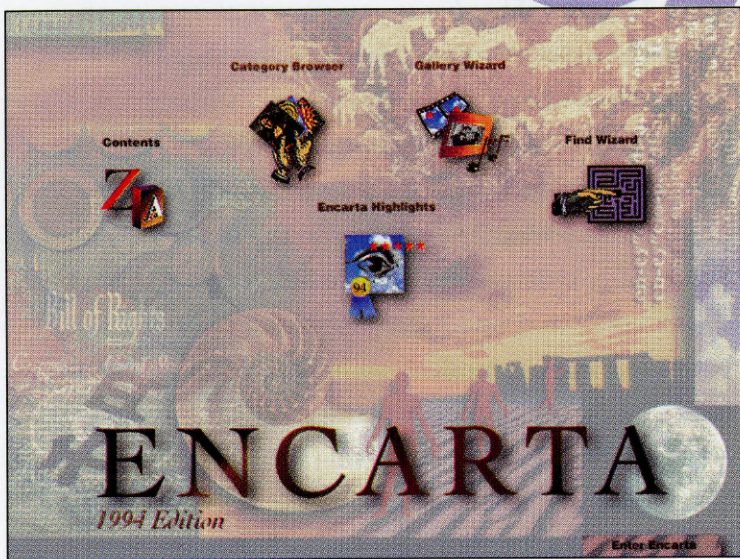 Category Browser
Gallery Wizard
Contents
Find Wizard
Z
A
Encarta Highlights
94
Bill of Rights
ENCARTA
1994 Edition
Enter Encarta